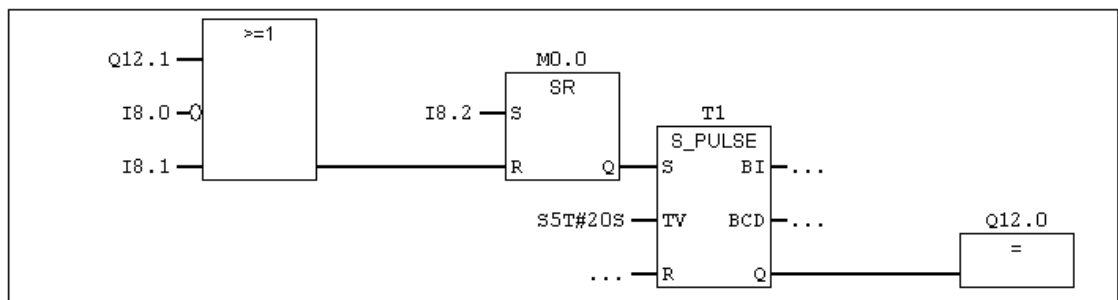 >=1
Q12.1
M0.0
SR
I8.0
I8.2 S
T1
S_PULSE
I8.1
R Q
S BI ...
S5T#20S TV BCD ...
Q12.0
=
... R Q